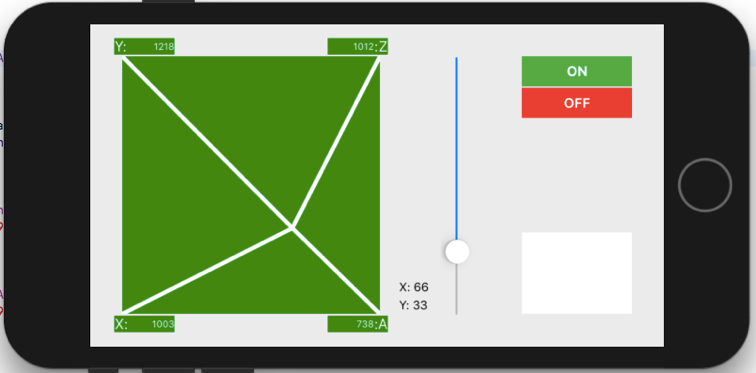 Y: 1218
1012 :Z
ON
OFF
X: 66
Y: 33
X: 1003
738 :A